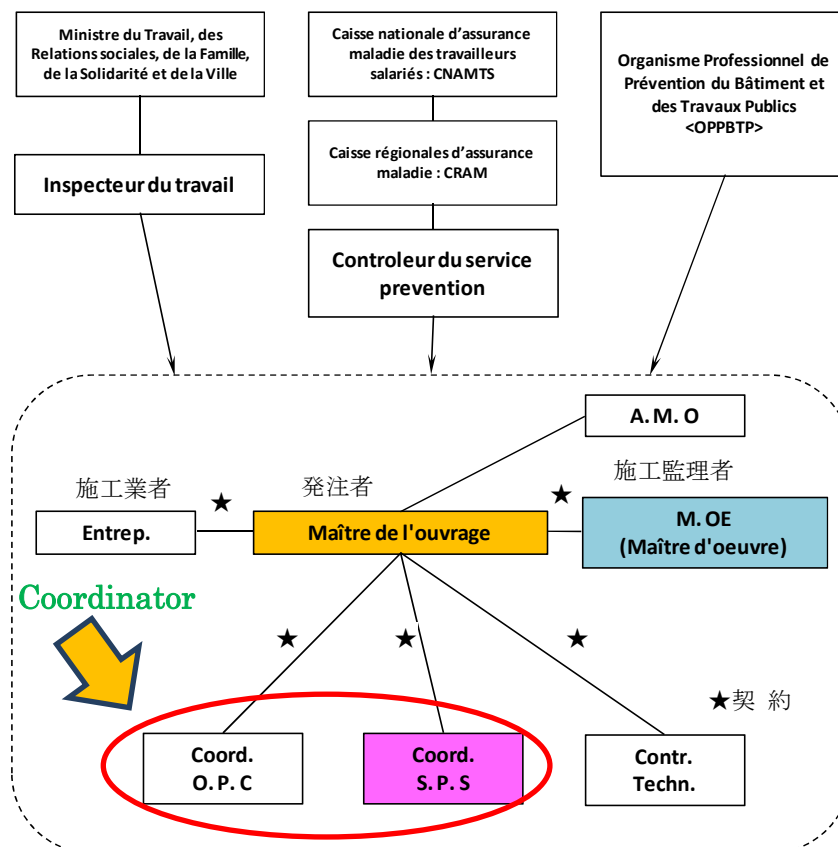 Ministre du Travail, des
Relations sociales, de la Famille,
de la Solidarité et de la Ville
Caisse nationale d'assurance
maladie des travailleurs
salariés : CNAMTS
Organisme Professionnel de
Prévention du Bâtiment et
des Travaux Publics
<OPPBTP>
Inspecteur du travail
Caisse régionales d'assurance
maladie : CRAM
Controleur du service
prevention
A. M. O
施工業者
★
発注者
★
施工監理者
Entrep.
Maître de l'ouvrage
M. OE
(Maître d'oeuvre)
Coordinator
★
★
★
★契 約
Coord.
O. P. C
Coord.
S. P. S
Contr.
Techn.